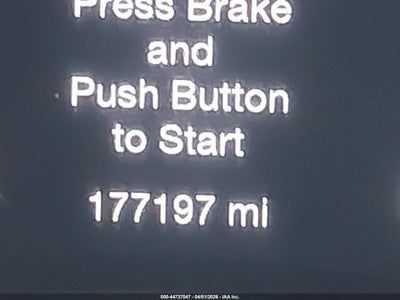 Press Brake
and
Push Button
to Start
177197 mi
000-44737047 - 04/01/2026 - IAA Inc.